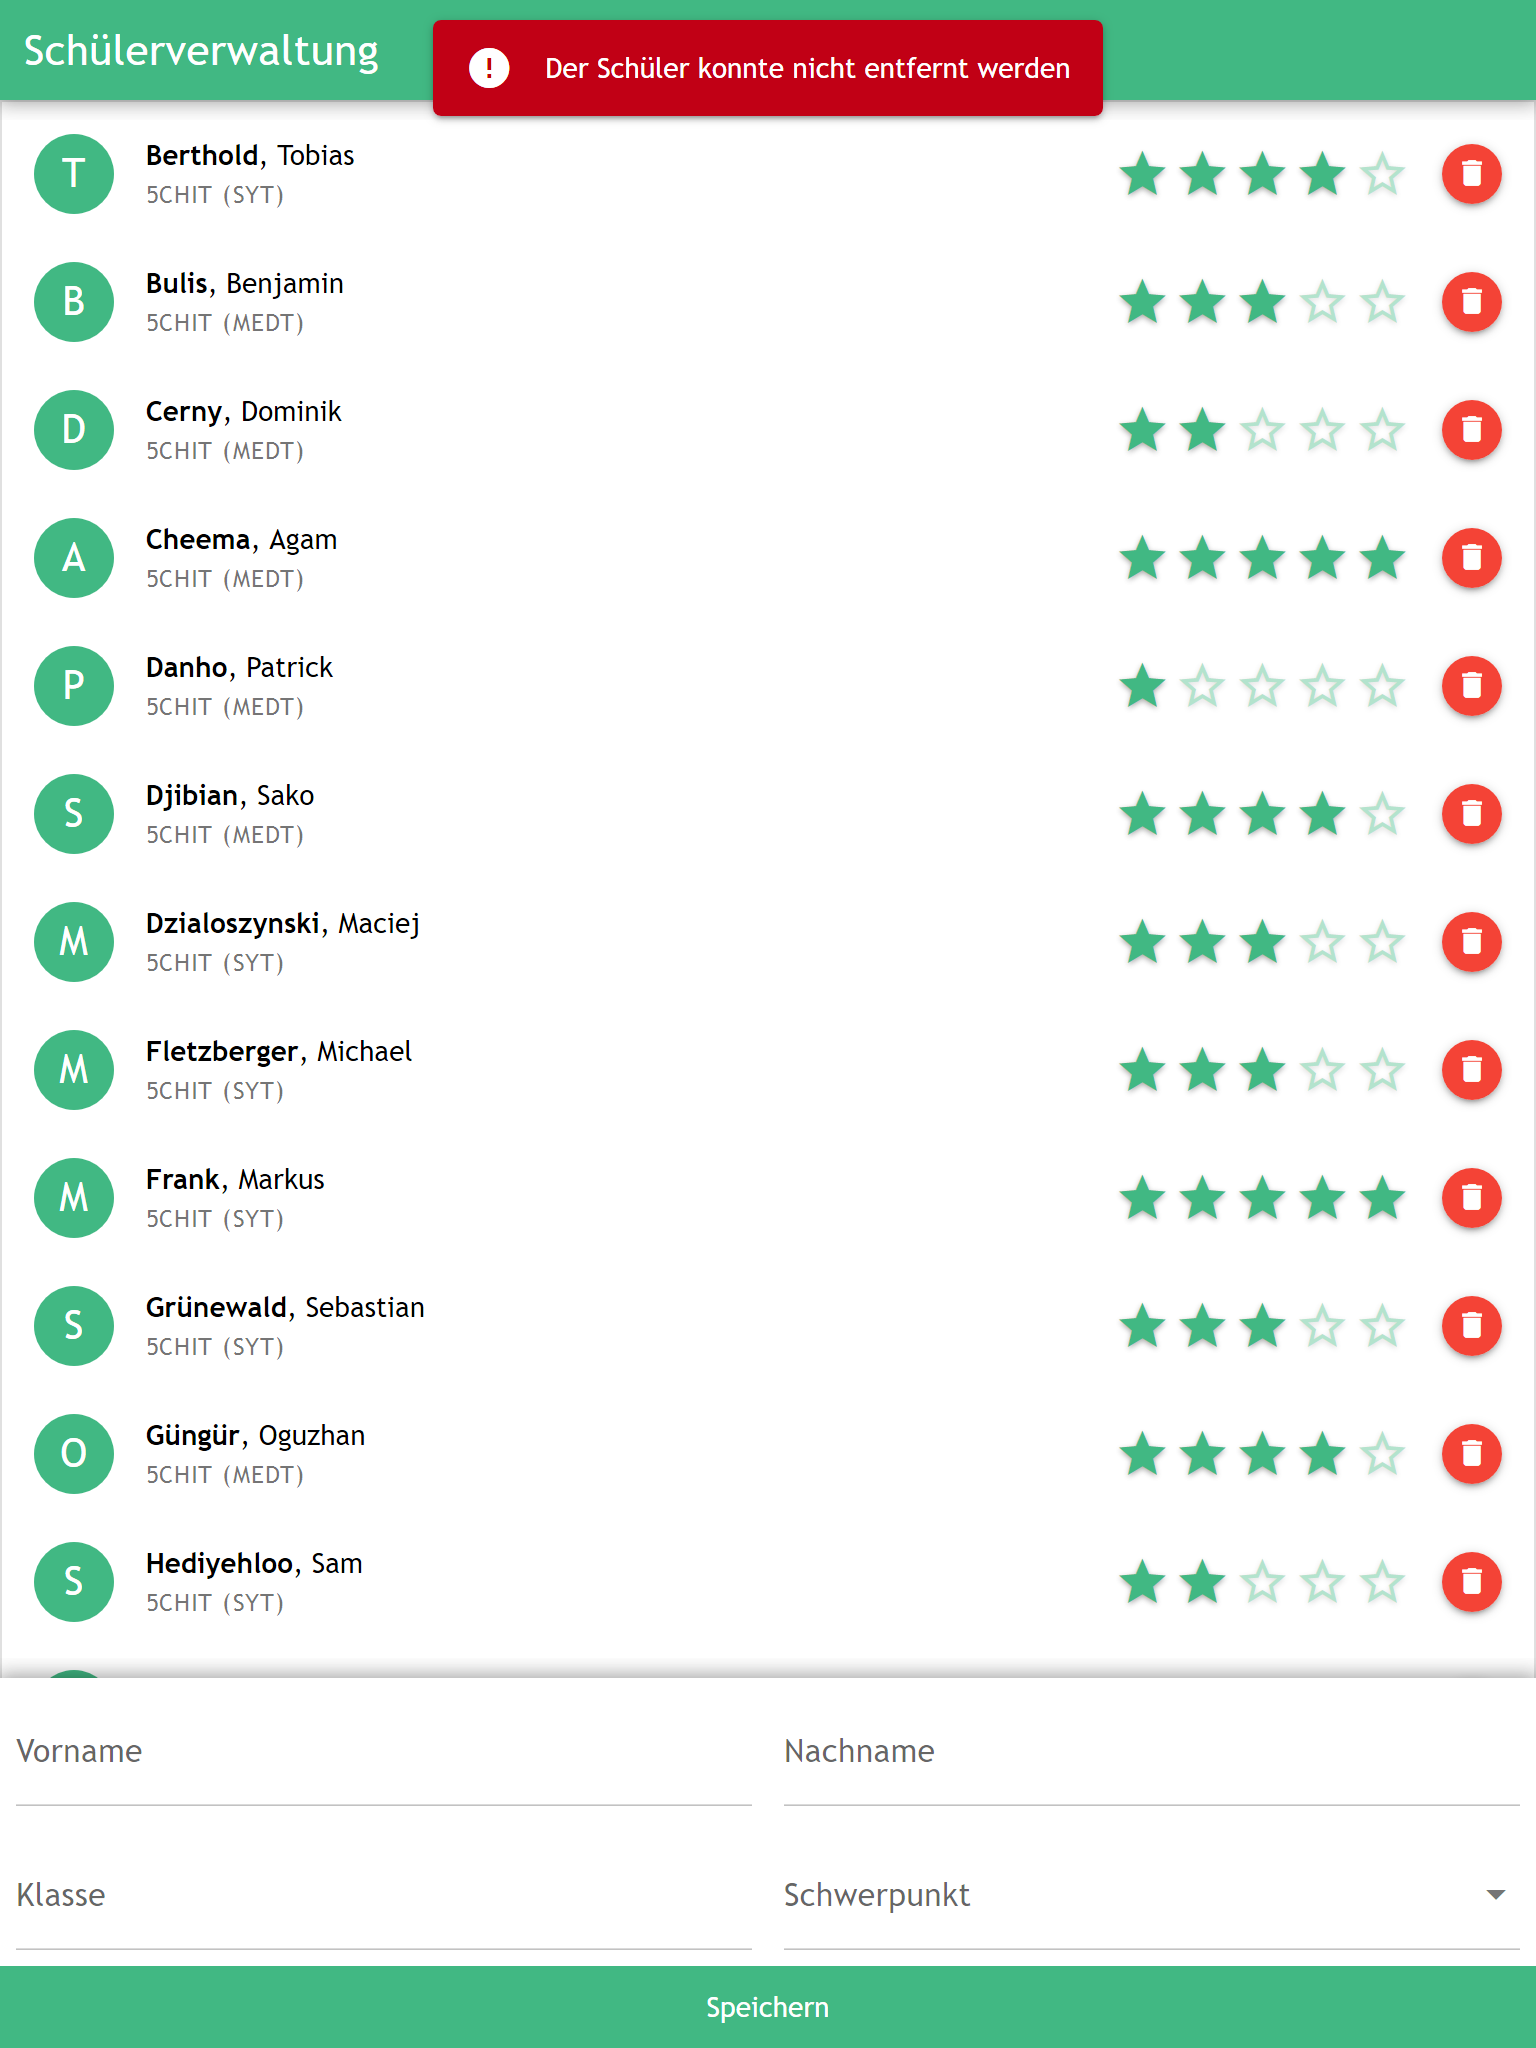 Schülerverwaltung
! Der Schüler konnte nicht entfernt werden
T
Berthold, Tobias
5CHIT (SYT)
B
Bulis, Benjamin
5CHIT (MEDT)
D
Cerny, Dominik
5CHIT (MEDT)
A
Cheema, Agam
5CHIT (MEDT)
P
Danho, Patrick
5CHIT (MEDT)
S
Djibian, Sako
5CHIT (MEDT)
M
Dzialoszynski, Maciej
5CHIT (SYT)
M
Fletzberger, Michael
5CHIT (SYT)
M
Frank, Markus
5CHIT (SYT)
S
Grünewald, Sebastian
5CHIT (SYT)
O
Güngür, Oguzhan
5CHIT (MEDT)
S
Hediyehloo, Sam
5CHIT (SYT)
Vorname
Nachname
Klasse
Schwerpunkt
Speichern